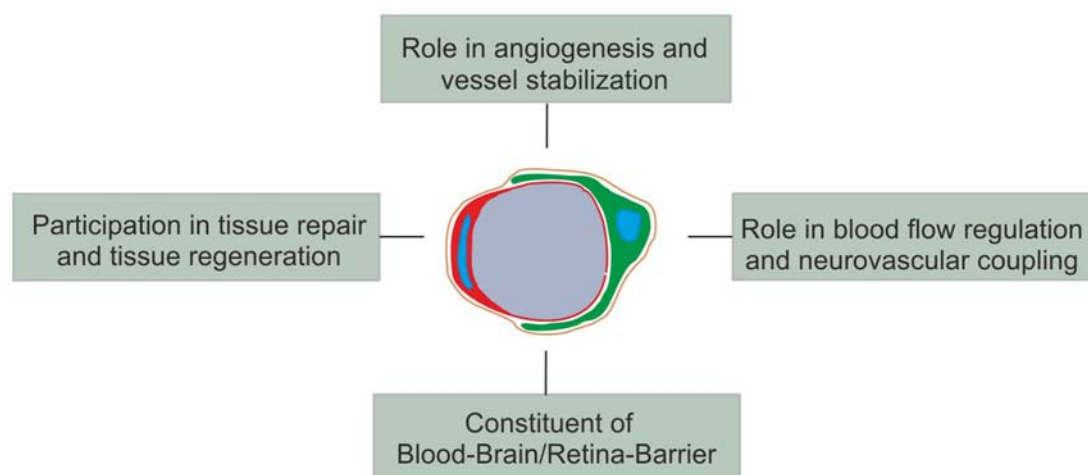 Role in angiogenesis and
vessel stabilization
Participation in tissue repair
and tissue regeneration
Role in blood flow regulation
and neurovascular coupling
Constituent of
Blood-Brain/Retina-Barrier